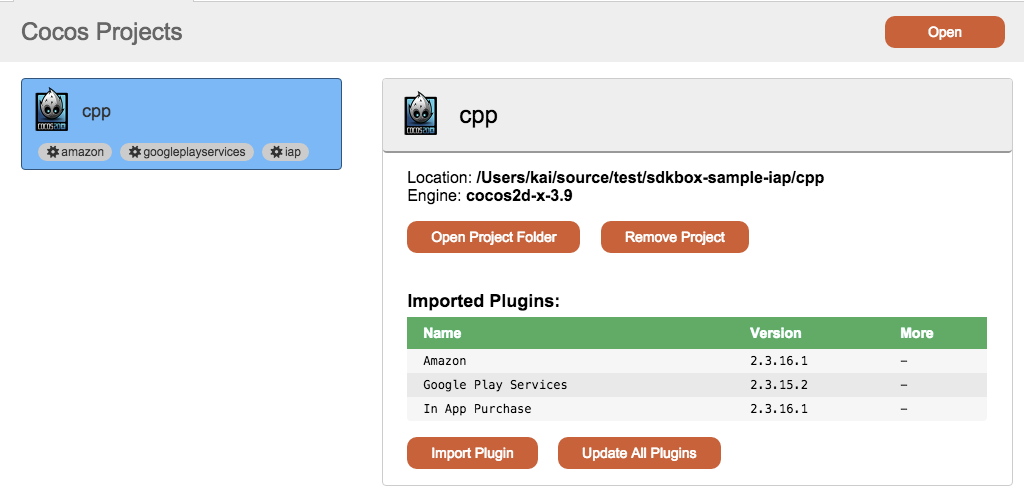 Cocos Projects
Open
cpp
amazon
googleplayservices
iap
cpp
Location: /Users/kai/source/test/sdkbox-sample-iap/cpp
Engine: cocos2d-x-3.9
Open Project Folder
Remove Project
Imported Plugins:
Name Version More
Amazon 2.3.16.1 –
Google Play Services 2.3.15.2 –
In App Purchase 2.3.16.1 –
Import Plugin
Update All Plugins